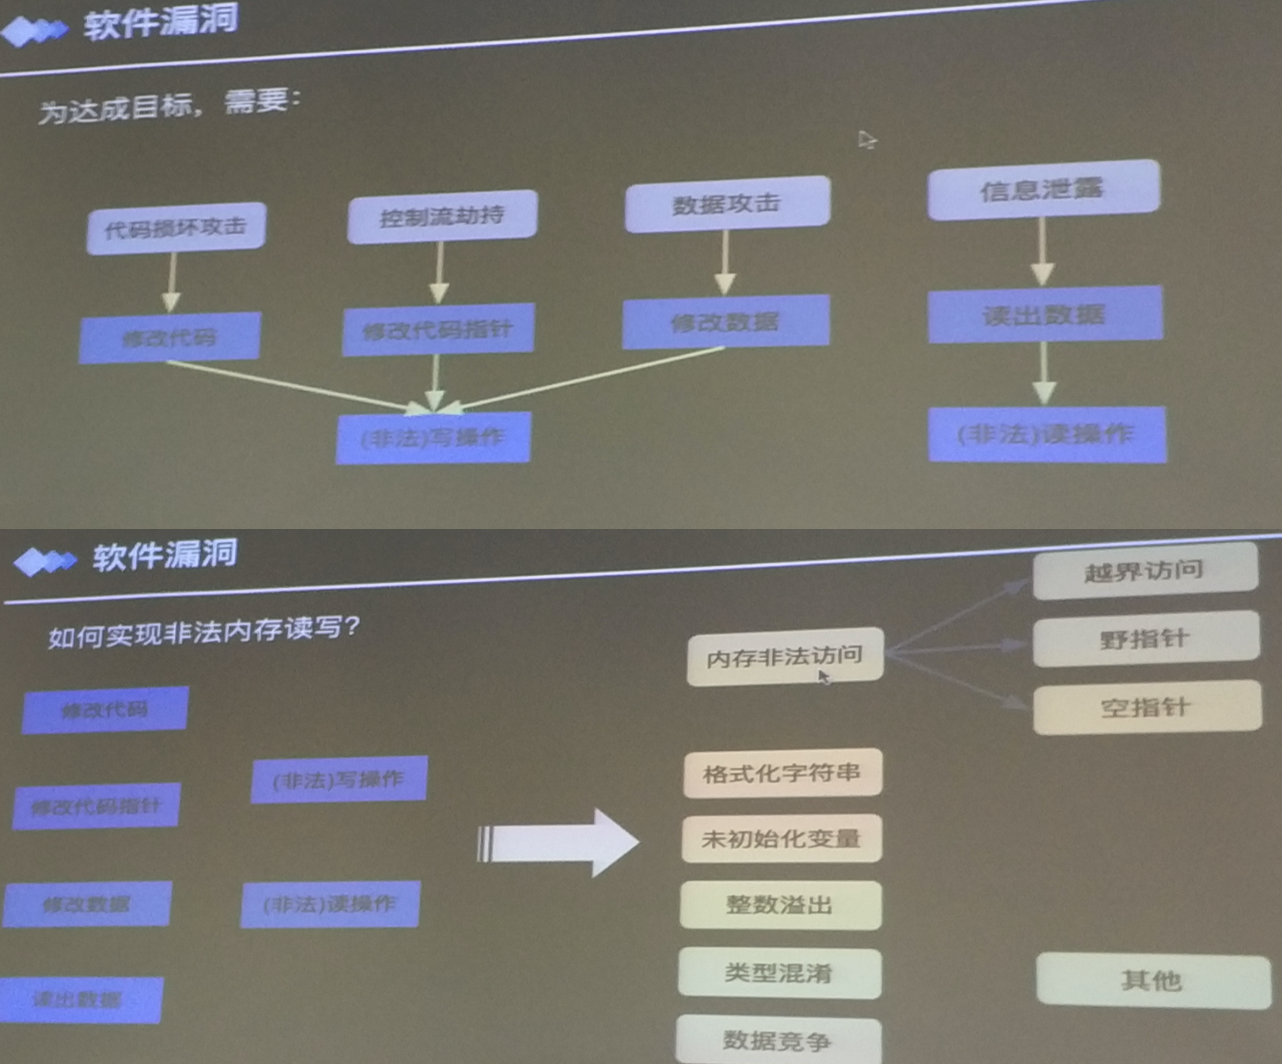 软件漏洞
为达成目标，需要：
代码损坏攻击
控制流劫持
数据攻击
信息泄露
修改代码
修改代码指针
修改数据
读出数据
(非法)写操作
(非法)读操作
软件漏洞
如何实现非法内存读写？
修改代码
修改代码指针
修改数据
读出数据
(非法)写操作
(非法)读操作
内存非法访问
格式化字符串
未初始化变量
整数溢出
类型混淆
数据竞争
越界访问
野指针
空指针
其他